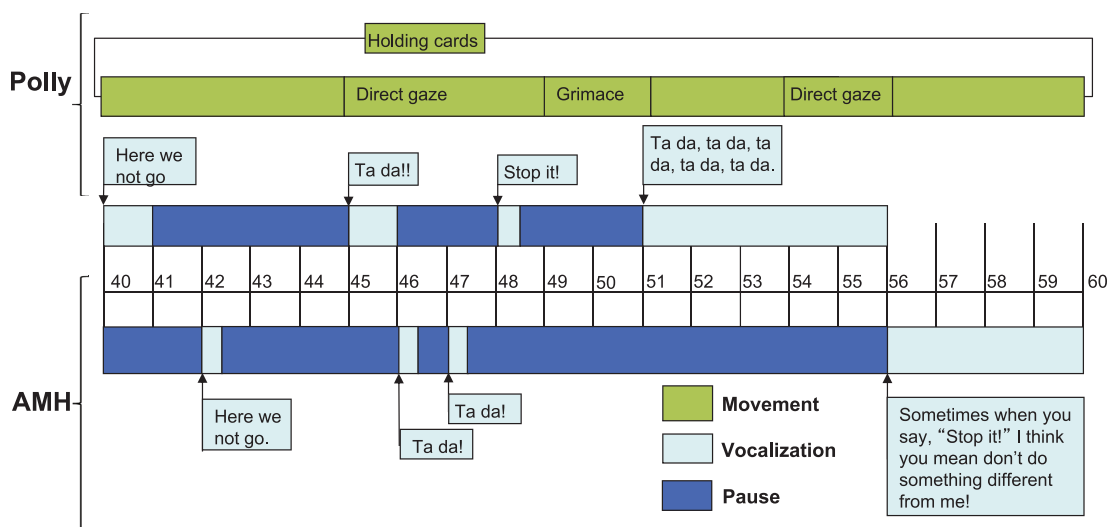 Holding cards
Polly
Direct gaze
Grimace
Direct gaze
Here we
not go
Ta da!!
Stop it!
Ta da, ta da, ta
da, ta da, ta da.
40 41 42 43 44 45 46 47 48 49 50 51 52 53 54 55 56 57 58 59 60
AMH
Here we
not go.
Ta da!
Ta da!
Movement
Vocalization
Pause
Sometimes when you
say, “Stop it!” I think
you mean don’t do
something different
from me!